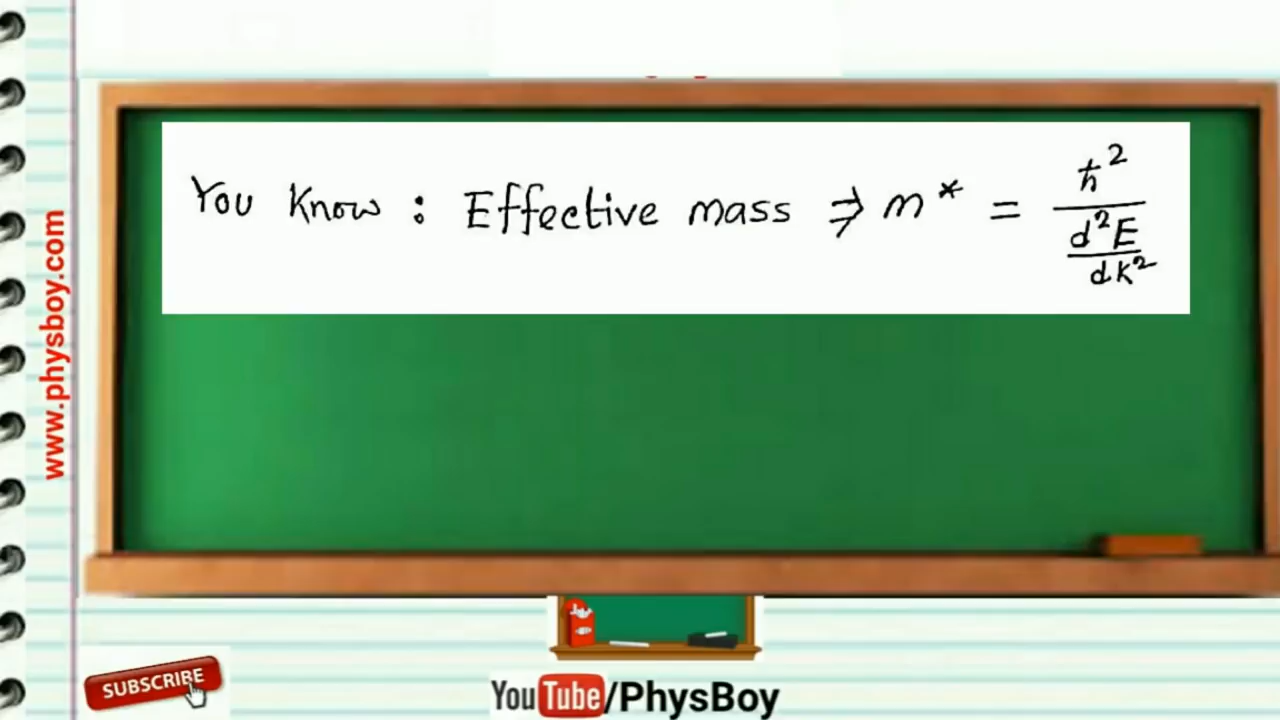 www.physboy.com
You Know : Effective mass ⇒ m* = ħ² / (d²E / dk²)
SUBSCRIBE
YouTube/PhysBoy